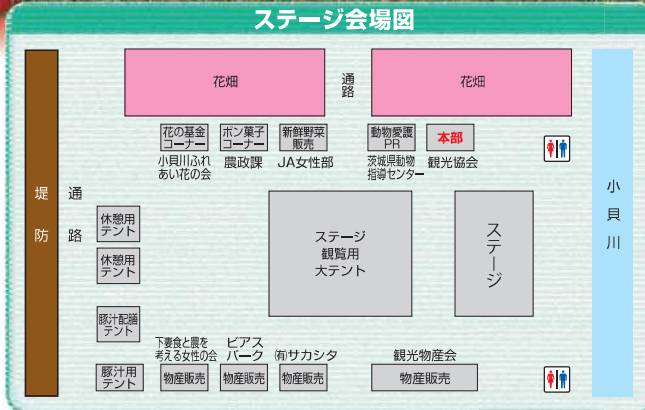 ステージ会場図
花畑
通路
花畑
花の基金
コーナー
小貝川ふれ
あい花の会
ポン菓子
コーナー
農政課
新鮮野菜
販売
JA女性部
動物愛護
PR
茨城県動物
指導センター
本部
観光協会
堤防
通路
小貝川
休憩用
テント
休憩用
テント
ステージ
観覧用
大テント
ステージ
豚汁配膳
テント
豚汁用
テント
下妻食と農を
考える女性の会
物産販売
ビアス
パーク
物産販売
㈲サカシタ
物産販売
観光物産会
物産販売